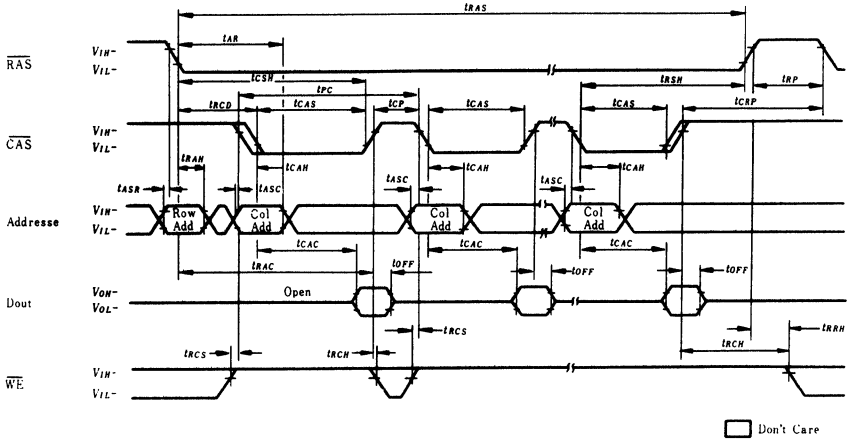 tRAS
tAR
RAS
VIH-
VIL-
tCSH
tRSH
tRP
tPC
tRCD
tCAS
tCP
tCAS
tCAS
tCRP
CAS
VIH-
VIL-
tRAH
tCAH
tCAH
tCAH
tASR
tASC
tASC
tASC
Addresse
VIH-
VIL-
Row Add
Col Add
Col Add
Col Add
tCAC
tCAC
tCAC
tRAC
tOFF
tOFF
tOFF
Dout
VOH-
VOL-
Open
tRCS
tRRH
tRCS
tRCH
tRCH
WE
VIH-
VIL-
Don't Care